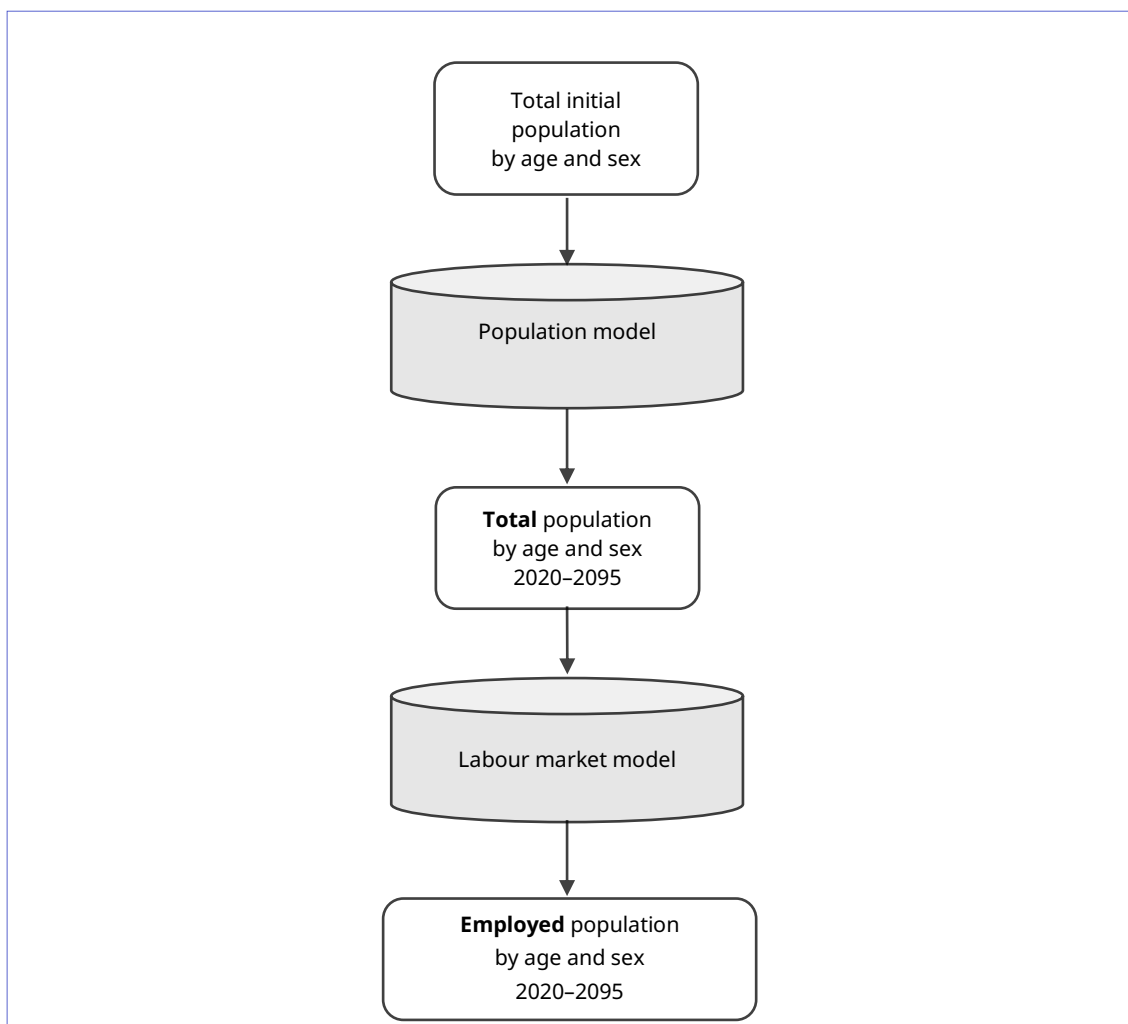 Total initial
population
by age and sex
Population model
Total population
by age and sex
2020–2095
Labour market model
Employed population
by age and sex
2020–2095